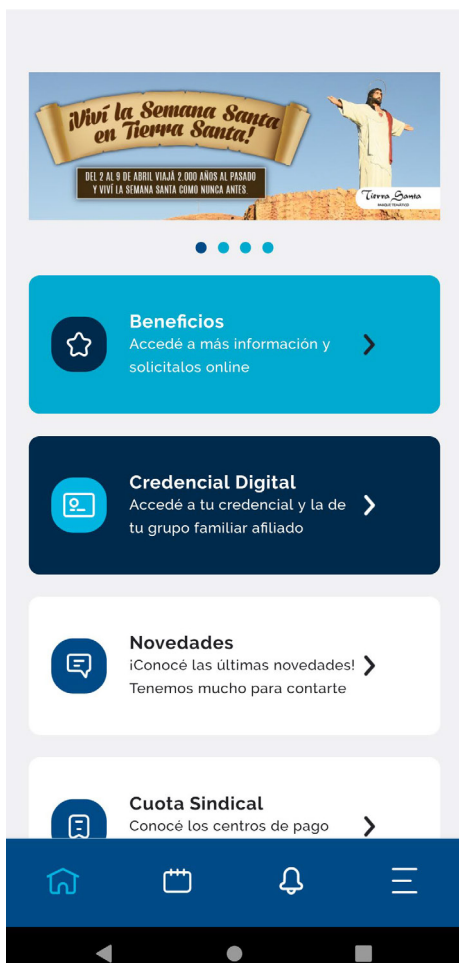 ¡Viví la Semana Santa
en Tierra Santa!
DEL 2 AL 9 DE ABRIL VIAJÁ 2.000 AÑOS AL PASADO
Y VIVÍ LA SEMANA SANTA COMO NUNCA ANTES.
Tierra Santa
PARQUE TEMÁTICO
Beneficios
Accedé a más información y
solicitalos online
Credencial Digital
Accedé a tu credencial y la de
tu grupo familiar afiliado
Novedades
¡Conocé las últimas novedades!
Tenemos mucho para contarte
Cuota Sindical
Conocé los centros de pago